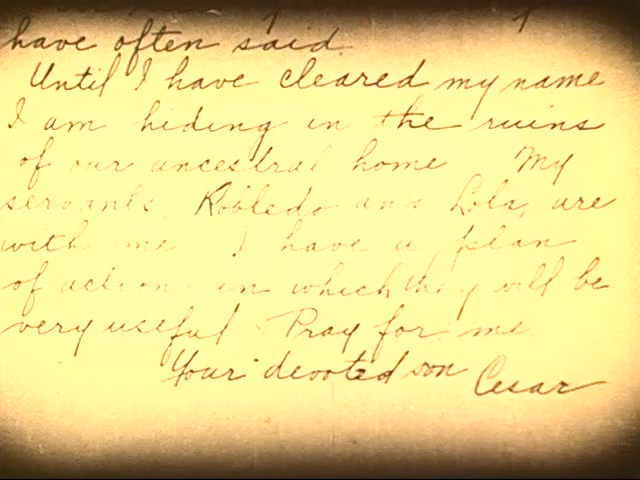 have often said.
Until I have cleared my name
I am hiding in the ruins
of our ancestral home My
servants, Robledo and Lola, are
with me I have a plan
of action in which they will be
very useful. Pray for me
Your devoted son Cesar